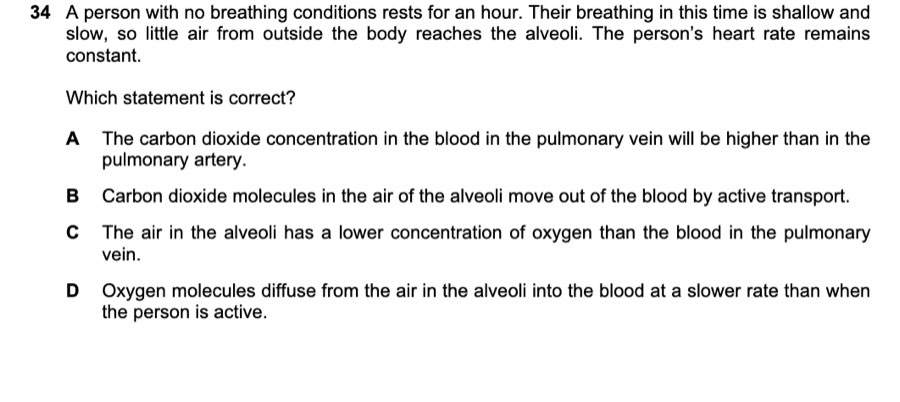 34 A person with no breathing conditions rests for an hour. Their breathing in this time is shallow and
slow, so little air from outside the body reaches the alveoli. The person's heart rate remains
constant.
Which statement is correct?
A The carbon dioxide concentration in the blood in the pulmonary vein will be higher than in the
pulmonary artery.
B Carbon dioxide molecules in the air of the alveoli move out of the blood by active transport.
C The air in the alveoli has a lower concentration of oxygen than the blood in the pulmonary
vein.
D Oxygen molecules diffuse from the air in the alveoli into the blood at a slower rate than when
the person is active.